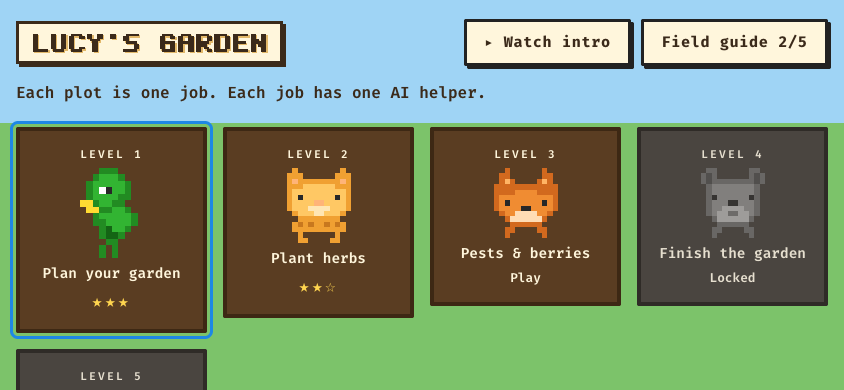 LUCY'S GARDEN
▸ Watch intro
Field guide 2/5
Each plot is one job. Each job has one AI helper.
LEVEL 1
Plan your garden
★★★
LEVEL 2
Plant herbs
★★☆
LEVEL 3
Pests & berries
Play
LEVEL 4
Finish the garden
Locked
LEVEL 5